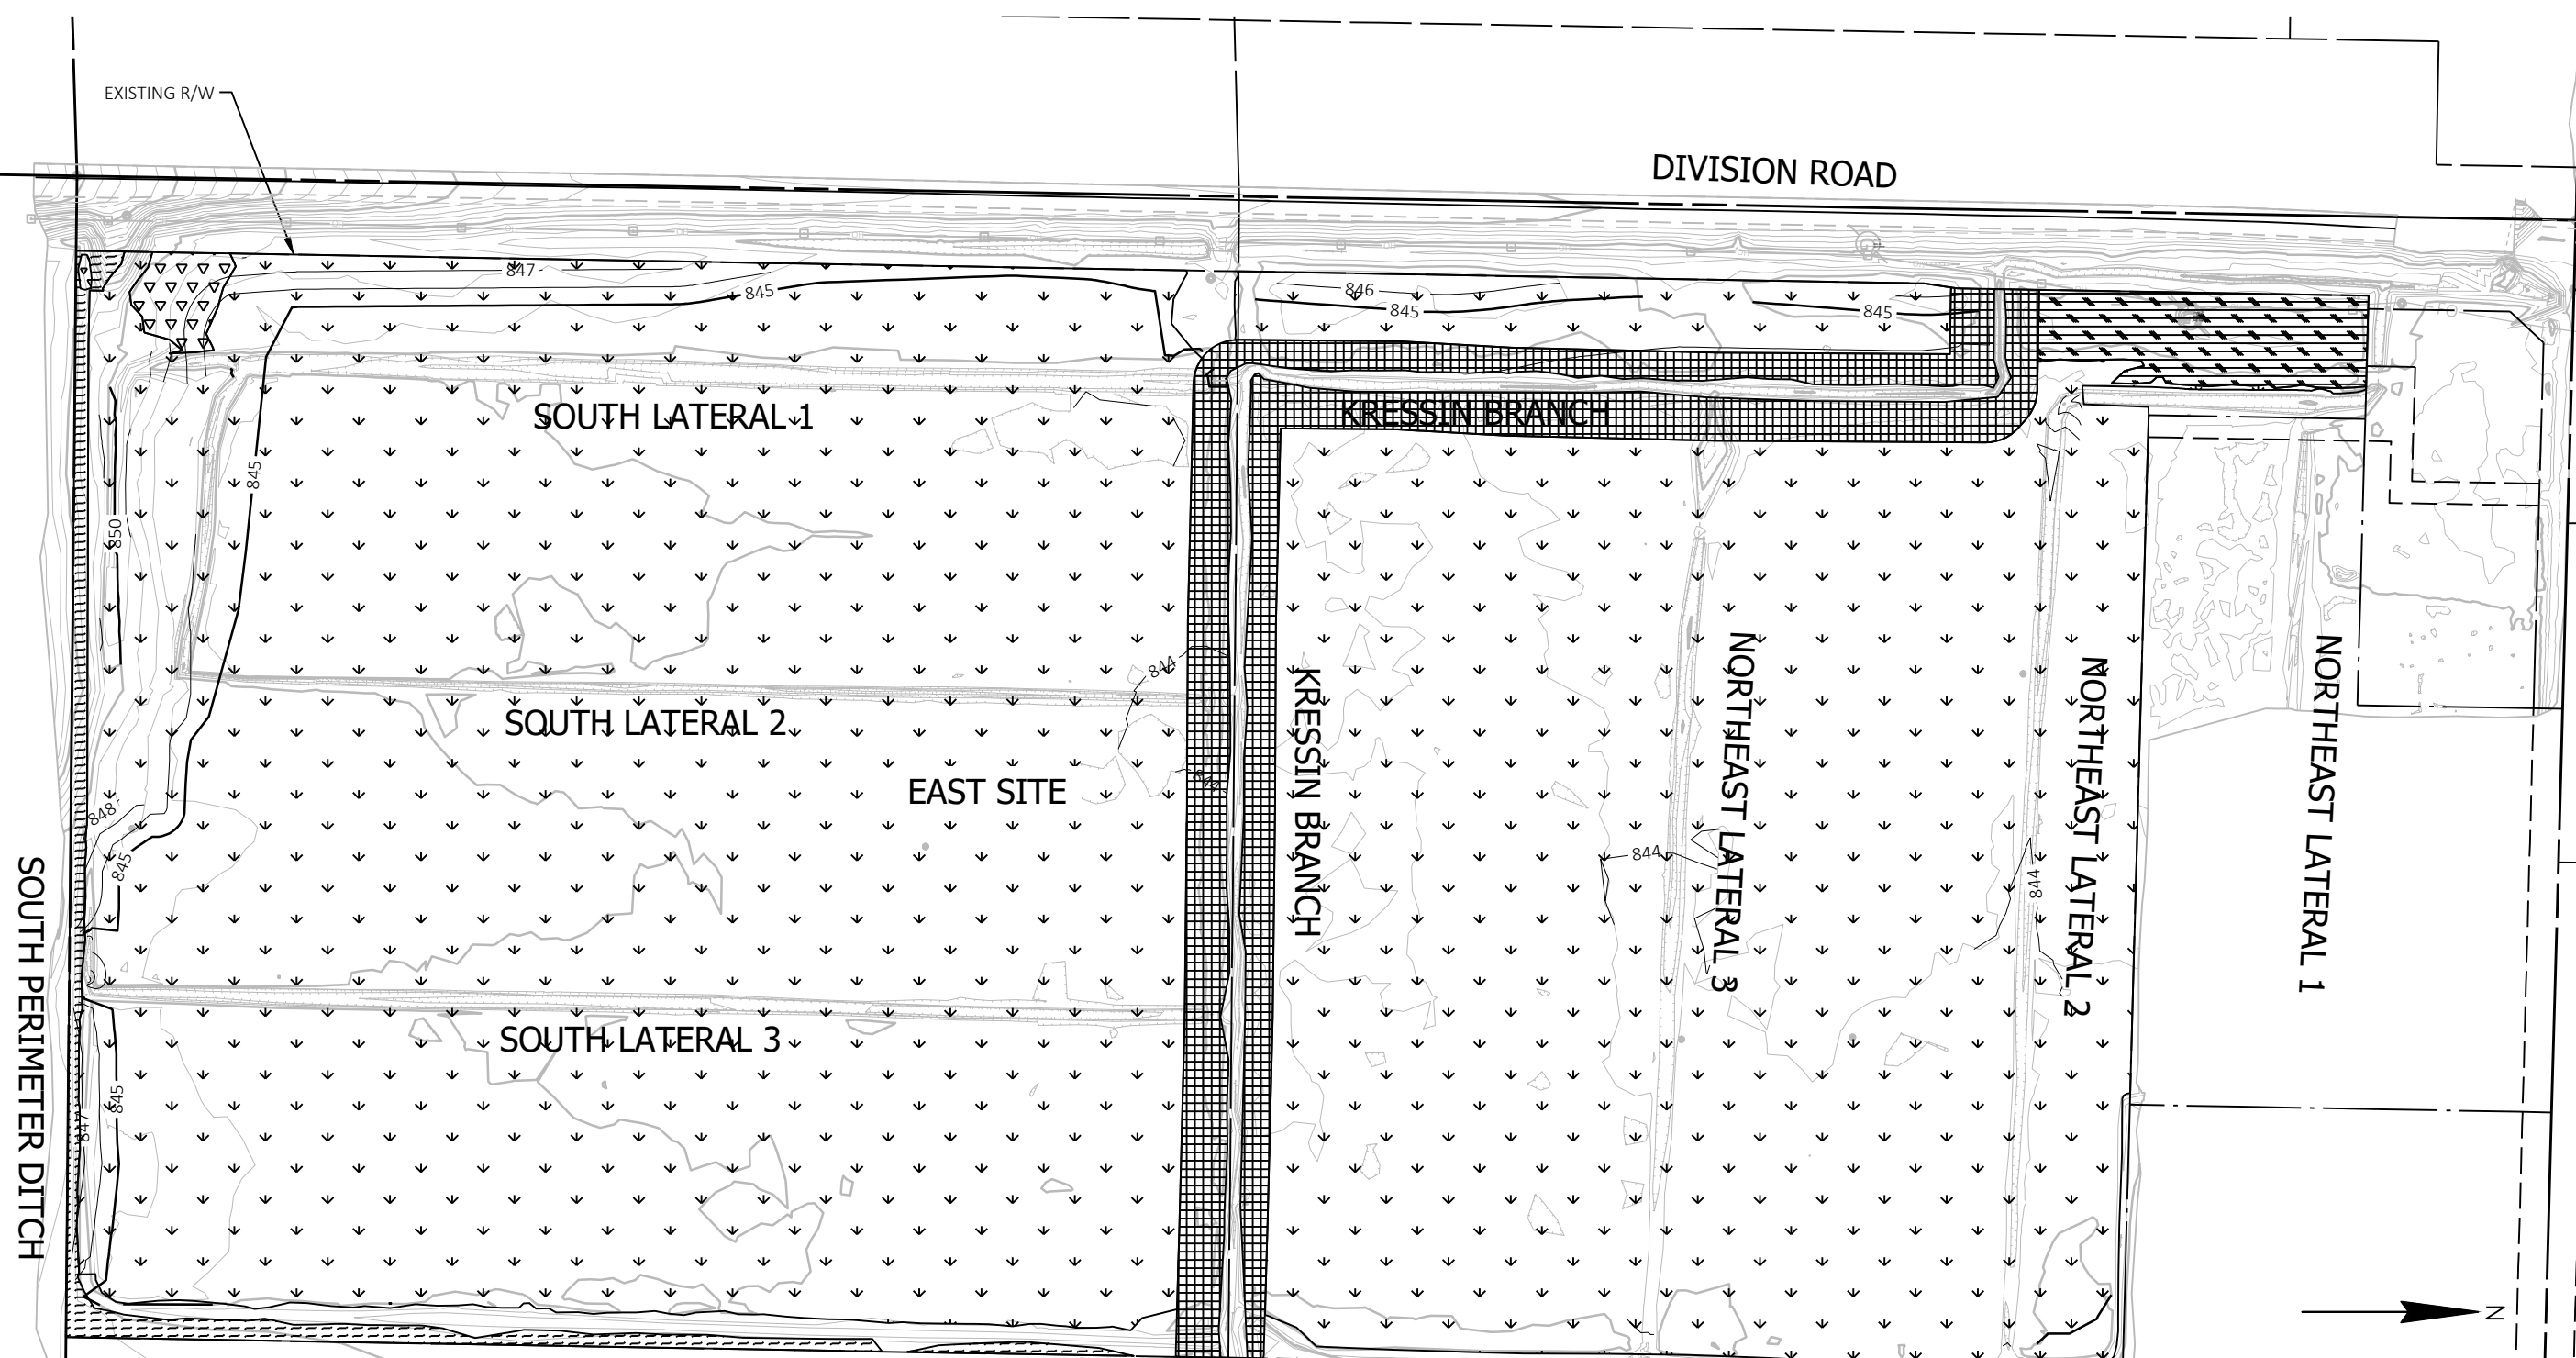 EXISTING R/W
DIVISION ROAD
847
845
846
845
845
SOUTH LATERAL 1
KRESSIN BRANCH
845
850
844
SOUTH LATERAL 2
EAST SITE
844
848
845
KRESSIN BRANCH
NORTHEAST LATERAL 3
NORTHEAST LATERAL 2
NORTHEAST LATERAL 1
844
844
SOUTH PERIMETER DITCH
SOUTH LATERAL 3
845
847
N